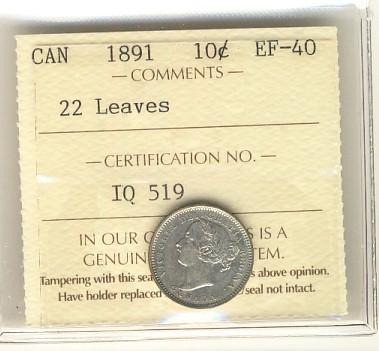 CAN 1891 10¢ EF-40
— COMMENTS —
22 Leaves
— CERTIFICATION NO. —
IQ 519
IN OUR IS A
GENUIN TEM.
Tampering with this sea s above opinion.
Have holder replaced seal not intact.